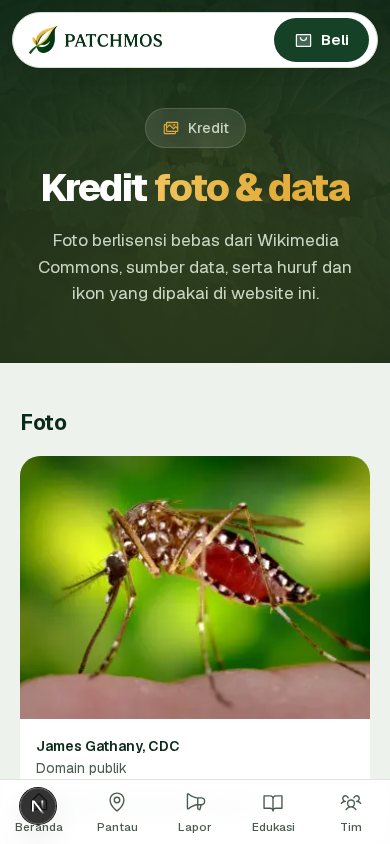 PATCHMOS
Beli
Kredit
Kredit foto & data
Foto berlisensi bebas dari Wikimedia
Commons, sumber data, serta huruf dan
ikon yang dipakai di website ini.
Foto
James Gathany, CDC
Domain publik
N
Beranda
Pantau
Lapor
Edukasi
Tim